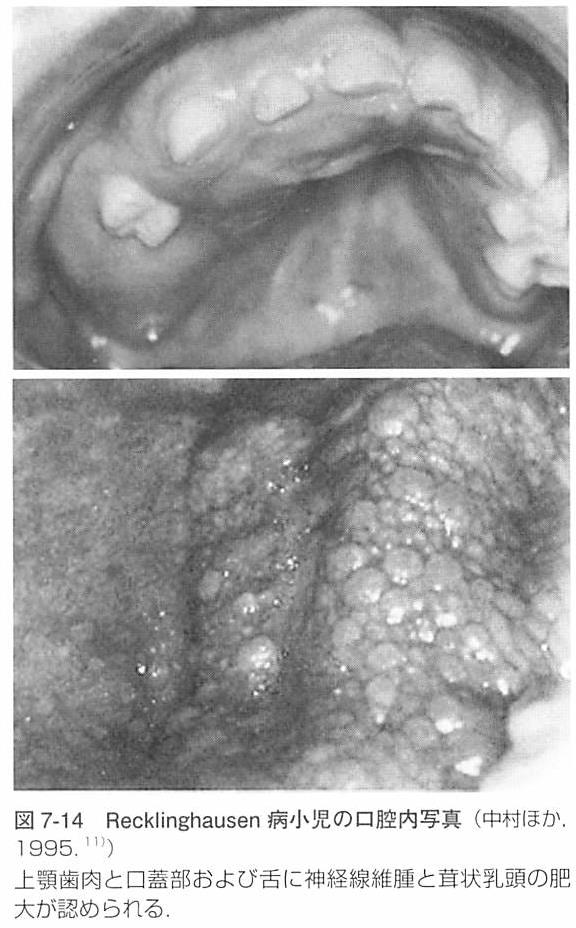 図 7-14 Recklinghausen 病小児の口腔内写真（中村ほか.
1995. 11)）
上顎歯肉と口蓋部および舌に神経線維腫と茸状乳頭の肥
大が認められる.